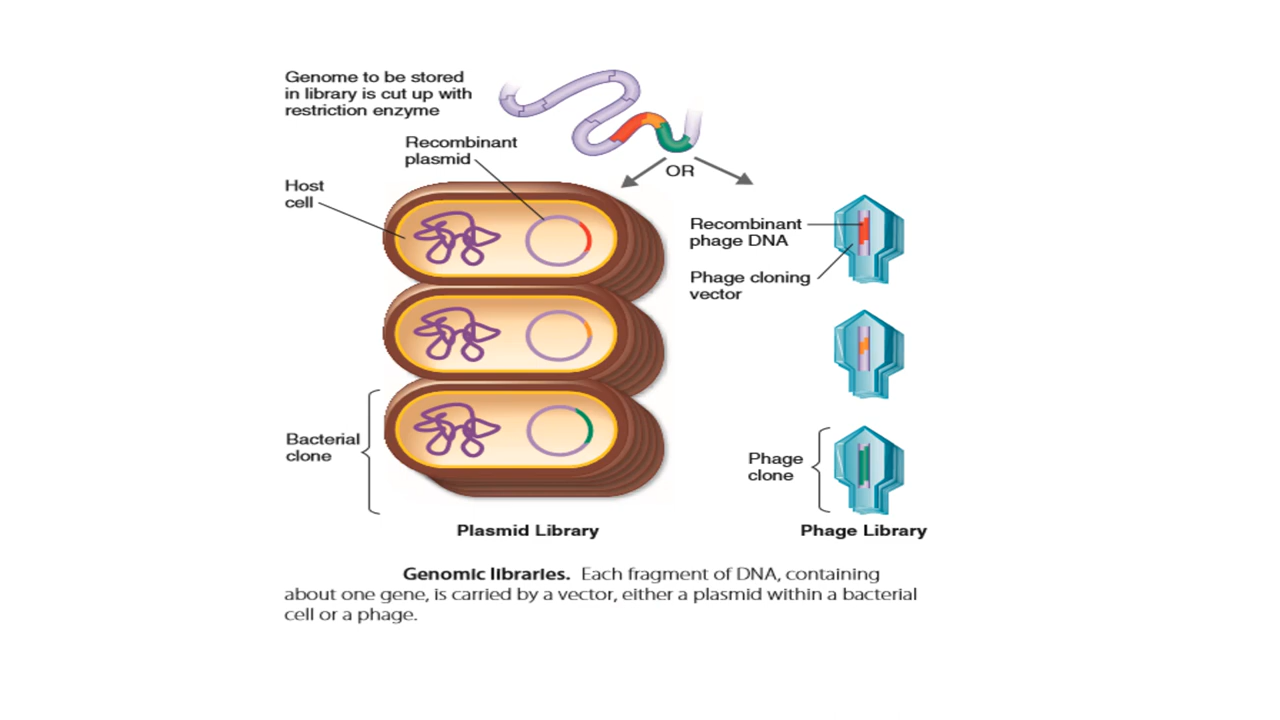 Genome to be stored
in library is cut up with
restriction enzyme
Recombinant
plasmid
OR
Host
cell
Recombinant
phage DNA
Phage cloning
vector
Bacterial
clone
Phage
clone
Plasmid Library
Phage Library
Genomic libraries. Each fragment of DNA, containing
about one gene, is carried by a vector, either a plasmid within a bacterial
cell or a phage.